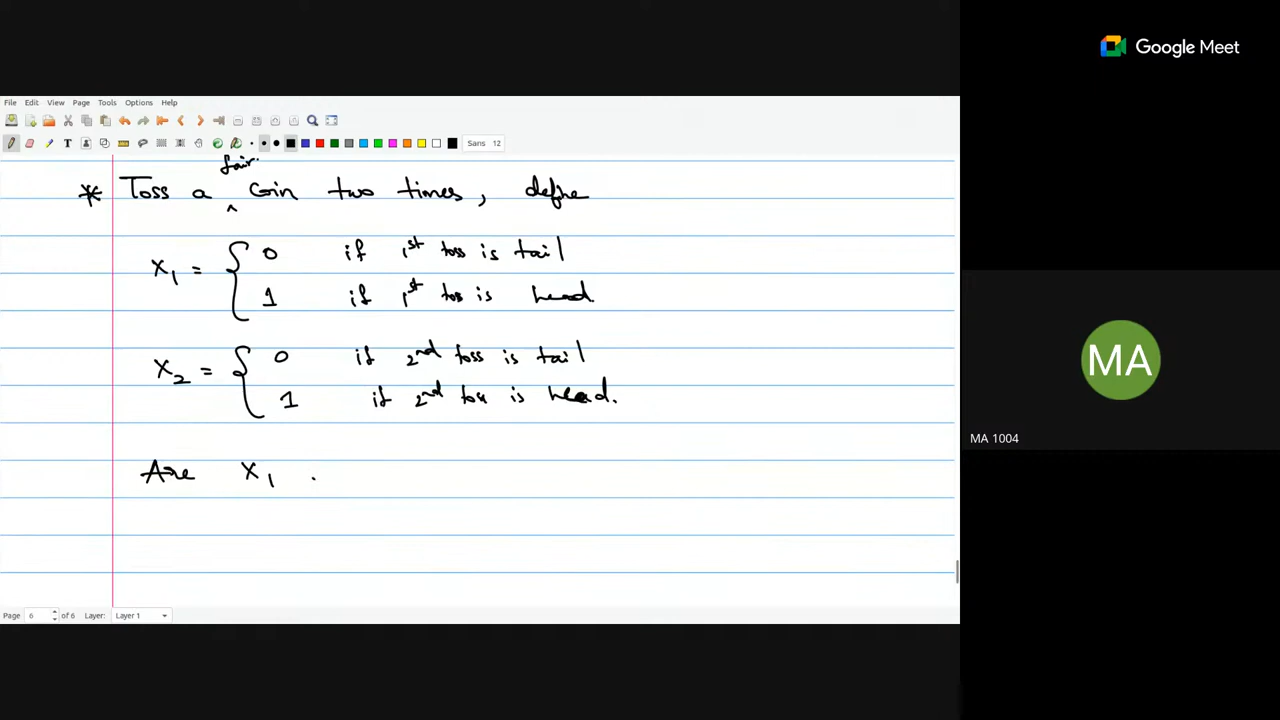 Google Meet
File Edit View Page Tools Options Help
T Sans 12
fair
* Toss a ^ Coin two times, define
X1 = { 0 if 1st toss is tail
1 if 1st toss is head.
X2 = { 0 if 2nd toss is tail
1 if 2nd toss is head.
Are X1
MA
MA 1004
Page 6 of 6 Layer: Layer 1